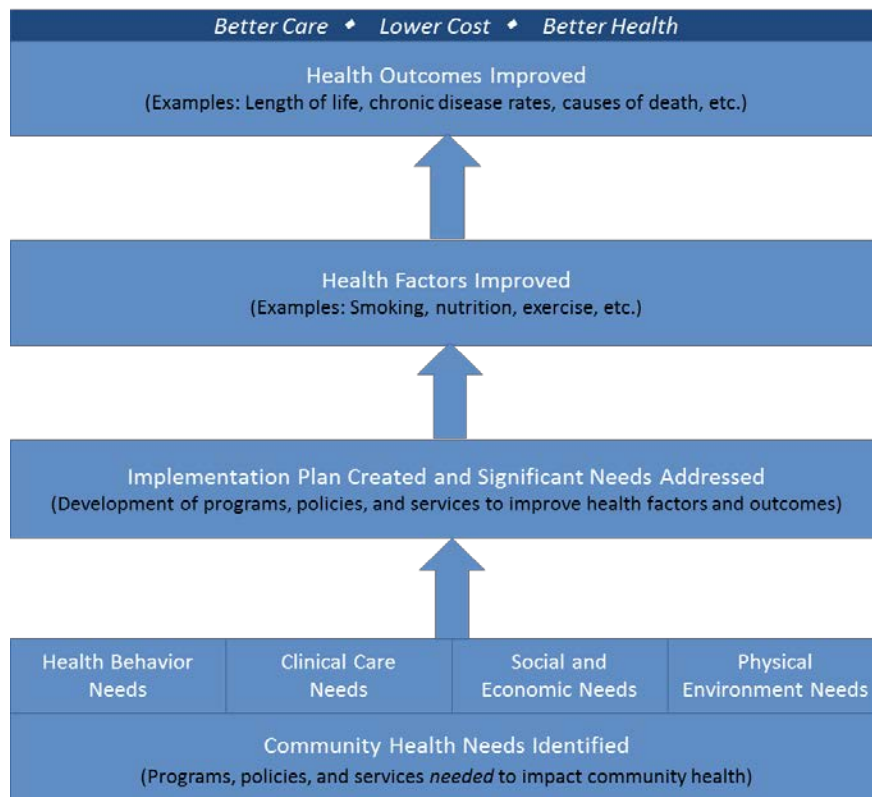 Better Care ◆ Lower Cost ◆ Better Health
Health Outcomes Improved
(Examples: Length of life, chronic disease rates, causes of death, etc.)
Health Factors Improved
(Examples: Smoking, nutrition, exercise, etc.)
Implementation Plan Created and Significant Needs Addressed
(Development of programs, policies, and services to improve health factors and outcomes)
Health Behavior
Needs
Clinical Care
Needs
Social and
Economic Needs
Physical
Environment Needs
Community Health Needs Identified
(Programs, policies, and services needed to impact community health)